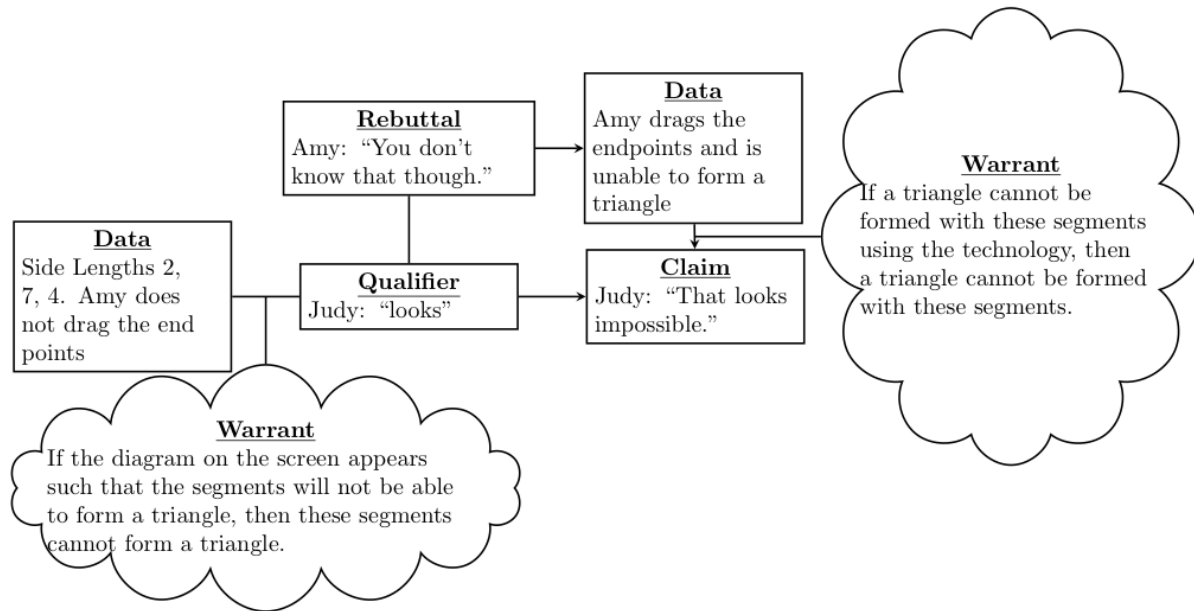 Rebuttal
Amy: “You don't
know that though.”
Data
Amy drags the
endpoints and is
unable to form a
triangle
Warrant
If a triangle cannot be
formed with these segments
using the technology, then
a triangle cannot be formed
with these segments.
Data
Side Lengths 2,
7, 4. Amy does
not drag the end
points
Qualifier
Judy: “looks”
Claim
Judy: “That looks
impossible.”
Warrant
If the diagram on the screen appears
such that the segments will not be able
to form a triangle, then these segments
cannot form a triangle.